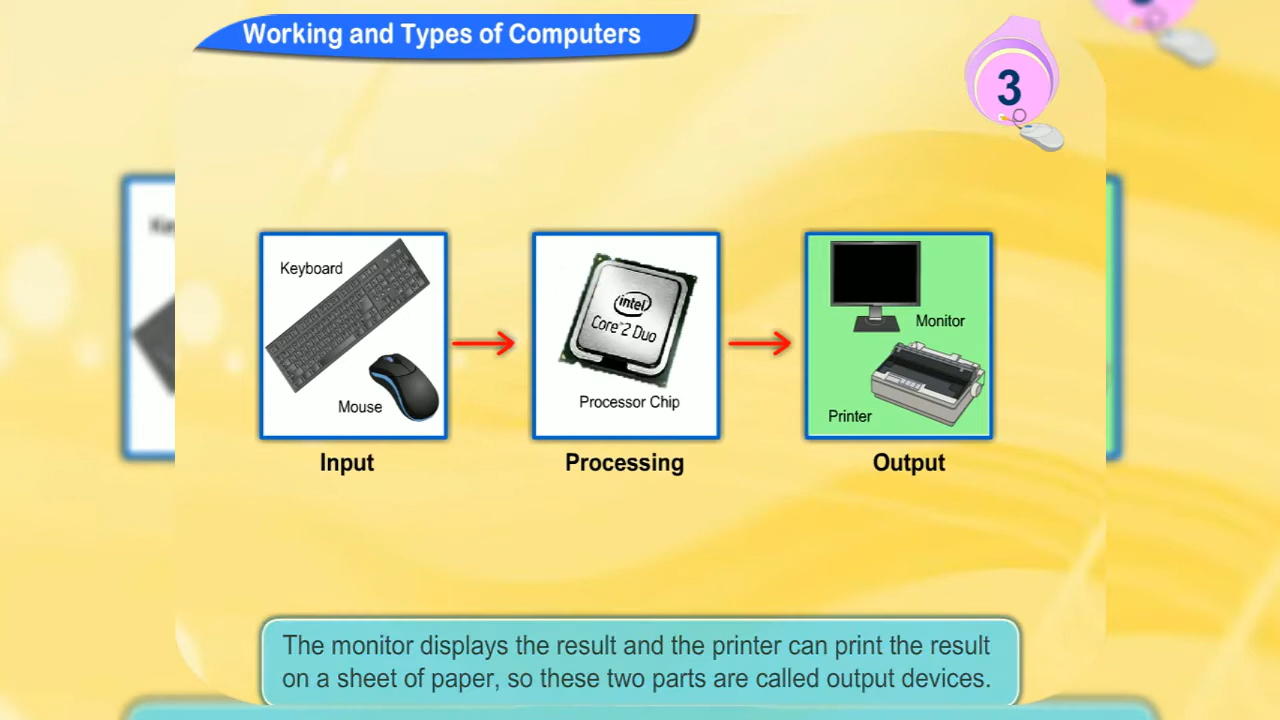 Working and Types of Computers
3
Keyboard
Mouse
Input
intel
Core™2 Duo
Processor Chip
Processing
Monitor
Printer
Output
The monitor displays the result and the printer can print the result
on a sheet of paper, so these two parts are called output devices.